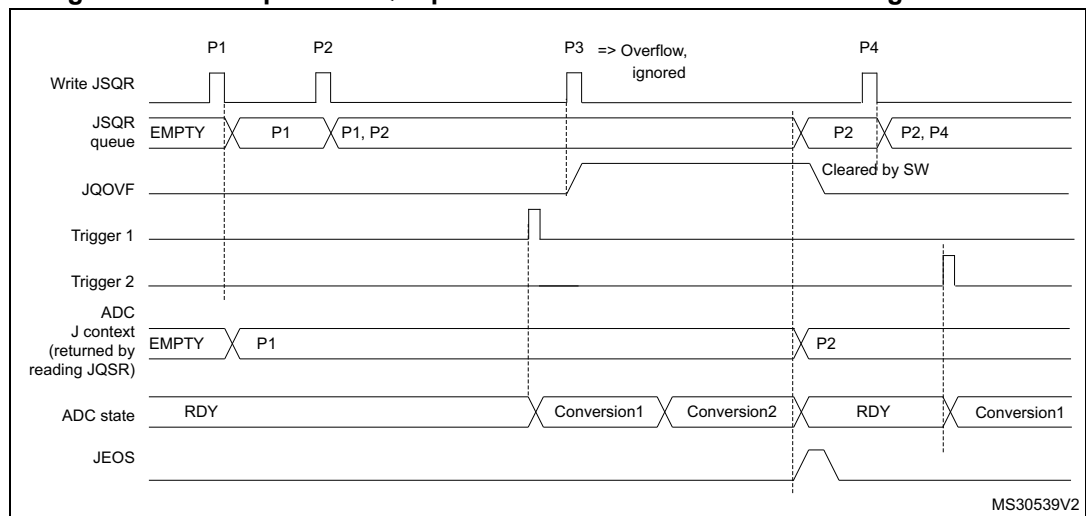 P1 P2 P3 => Overflow, P4
ignored
Write JSQR
JSQR
queue
EMPTY P1 P1, P2 P2 P2, P4
Cleared by SW
JQOVF
Trigger 1
Trigger 2
ADC
J context
(returned by
reading JQSR)
EMPTY P1 P2
ADC state RDY Conversion1 Conversion2 RDY Conversion1
JEOS
MS30539V2